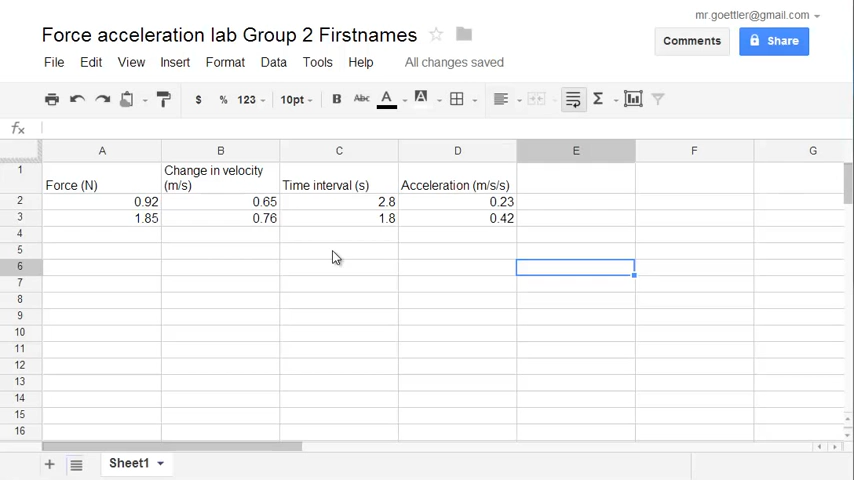 mr.goettler@gmail.com
Force acceleration lab Group 2 Firstnames
Comments
Share
File Edit View Insert Format Data Tools Help All changes saved
$ % 123 10pt B Abc A A Σ
fx
A B C D E F G
1 Force (N) Change in velocity (m/s) Time interval (s) Acceleration (m/s/s)
2 0.92 0.65 2.8 0.23
3 1.85 0.76 1.8 0.42
4
5
6
7
8
9
10
11
12
13
14
15
16
Sheet1